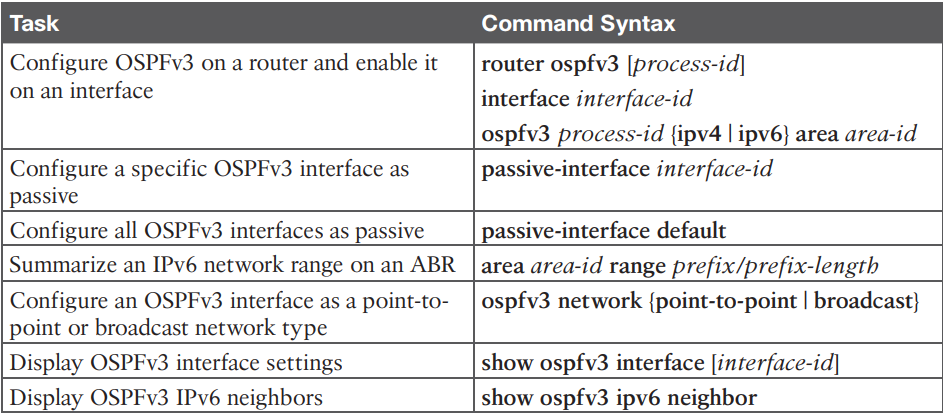 Task Command Syntax
Configure OSPFv3 on a router and enable it
on an interface
router ospfv3 [process-id]
interface interface-id
ospfv3 process-id {ipv4 | ipv6} area area-id
Configure a specific OSPFv3 interface as
passive
passive-interface interface-id
Configure all OSPFv3 interfaces as passive
passive-interface default
Summarize an IPv6 network range on an ABR
area area-id range prefix/prefix-length
Configure an OSPFv3 interface as a point-to-
point or broadcast network type
ospfv3 network {point-to-point | broadcast}
Display OSPFv3 interface settings
show ospfv3 interface [interface-id]
Display OSPFv3 IPv6 neighbors
show ospfv3 ipv6 neighbor